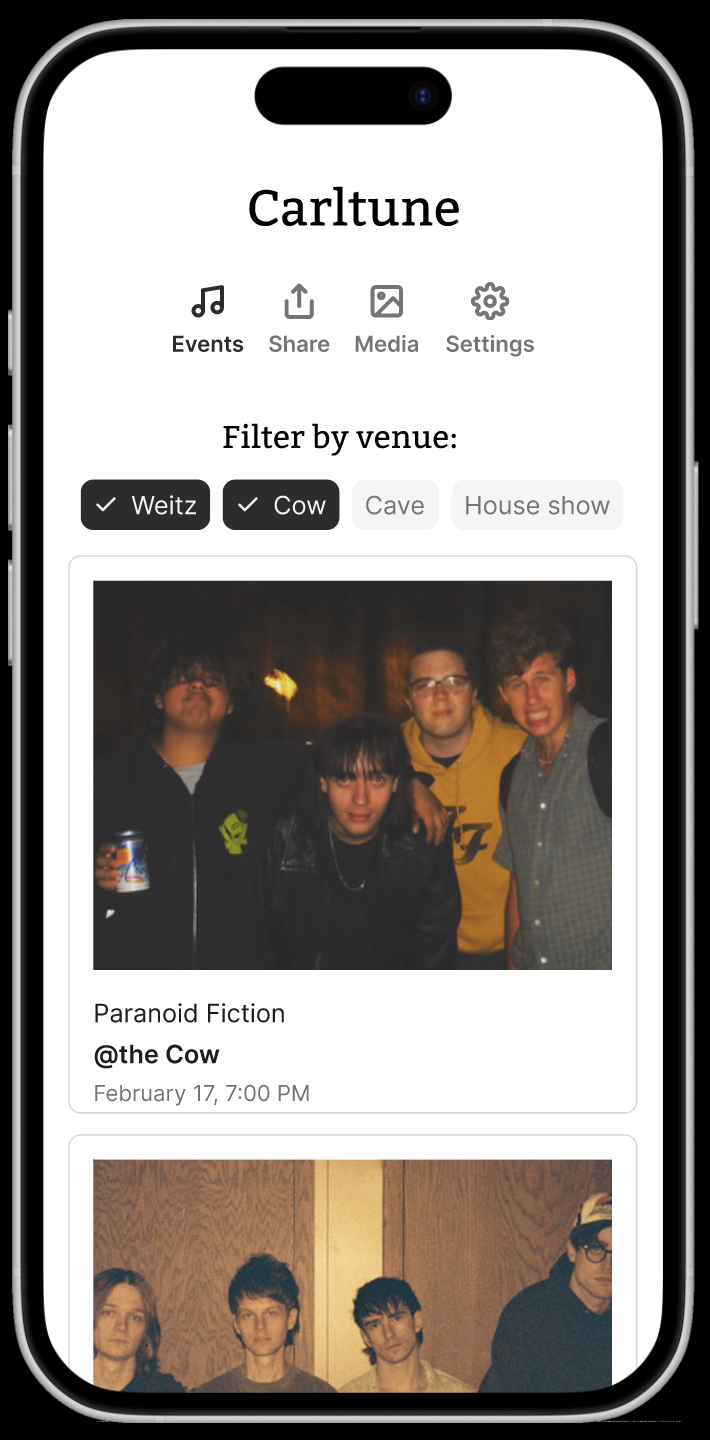 Carltune
Events Share Media Settings
Filter by venue:
Weitz Cow Cave House show
Paranoid Fiction
@the Cow
February 17, 7:00 PM